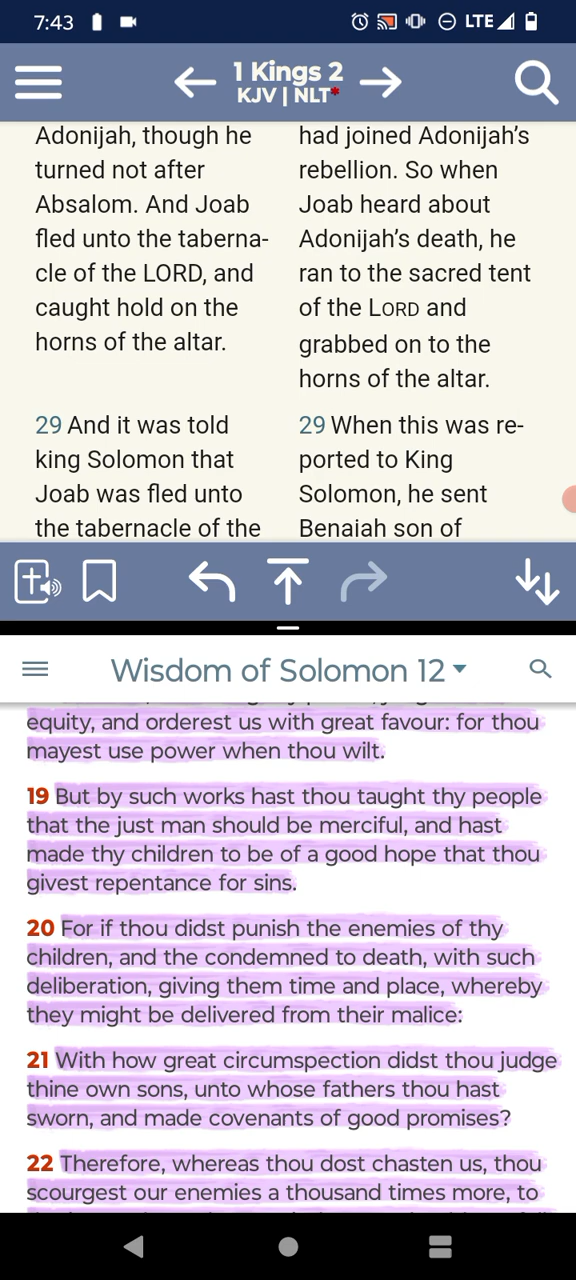 7:43
LTE
1 Kings 2
KJV | NLT*
Adonijah, though he
turned not after
Absalom. And Joab
fled unto the taberna-
cle of the LORD, and
caught hold on the
horns of the altar.
29 And it was told
king Solomon that
Joab was fled unto
the tabernacle of the
had joined Adonijah's
rebellion. So when
Joab heard about
Adonijah's death, he
ran to the sacred tent
of the LORD and
grabbed on to the
horns of the altar.
29 When this was re-
ported to King
Solomon, he sent
Benaiah son of
Wisdom of Solomon 12
equity, and orderest us with great favour: for thou
mayest use power when thou wilt.
19 But by such works hast thou taught thy people
that the just man should be merciful, and hast
made thy children to be of a good hope that thou
givest repentance for sins.
20 For if thou didst punish the enemies of thy
children, and the condemned to death, with such
deliberation, giving them time and place, whereby
they might be delivered from their malice:
21 With how great circumspection didst thou judge
thine own sons, unto whose fathers thou hast
sworn, and made covenants of good promises?
22 Therefore, whereas thou dost chasten us, thou
scourgest our enemies a thousand times more, to